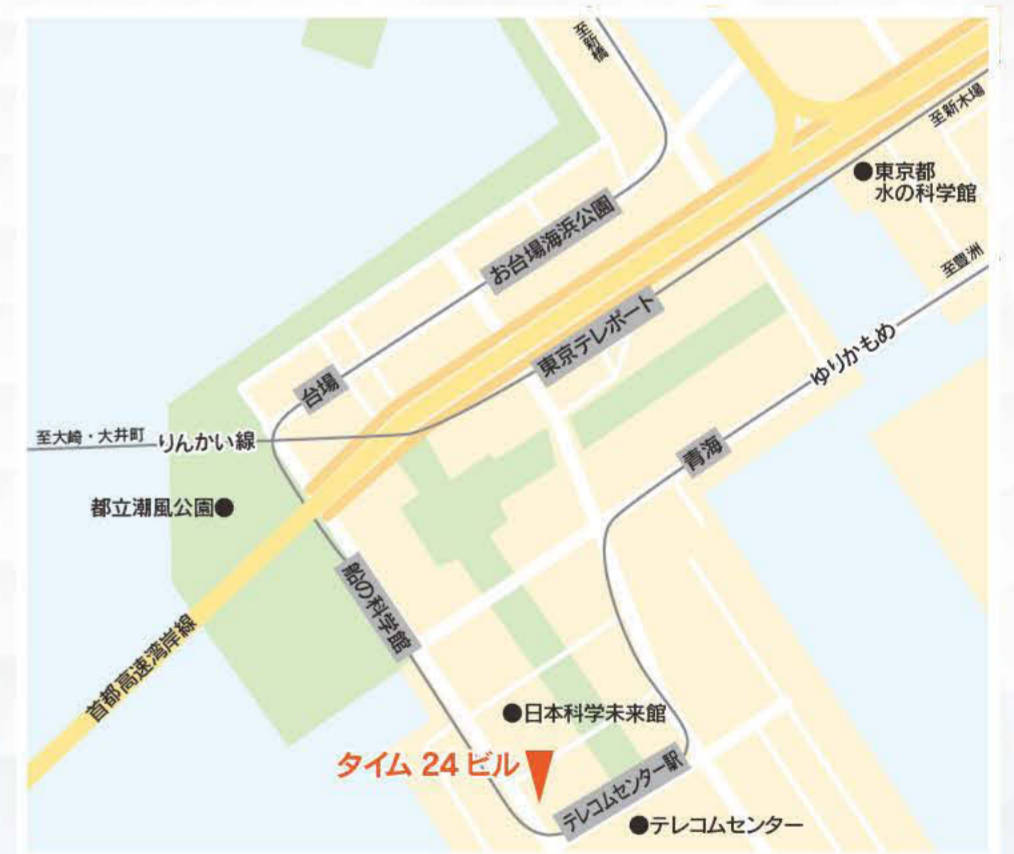 至新橋
至新木場
東京都
水の科学館
お台場海浜公園
至豊洲
東京テレポート
ゆりかもめ
台場
至大崎・大井町
りんかい線
青海
都立潮風公園
船の科学館
首都高速湾岸線
日本科学未来館
タイム 24 ビル
テレコムセンター駅
テレコムセンター